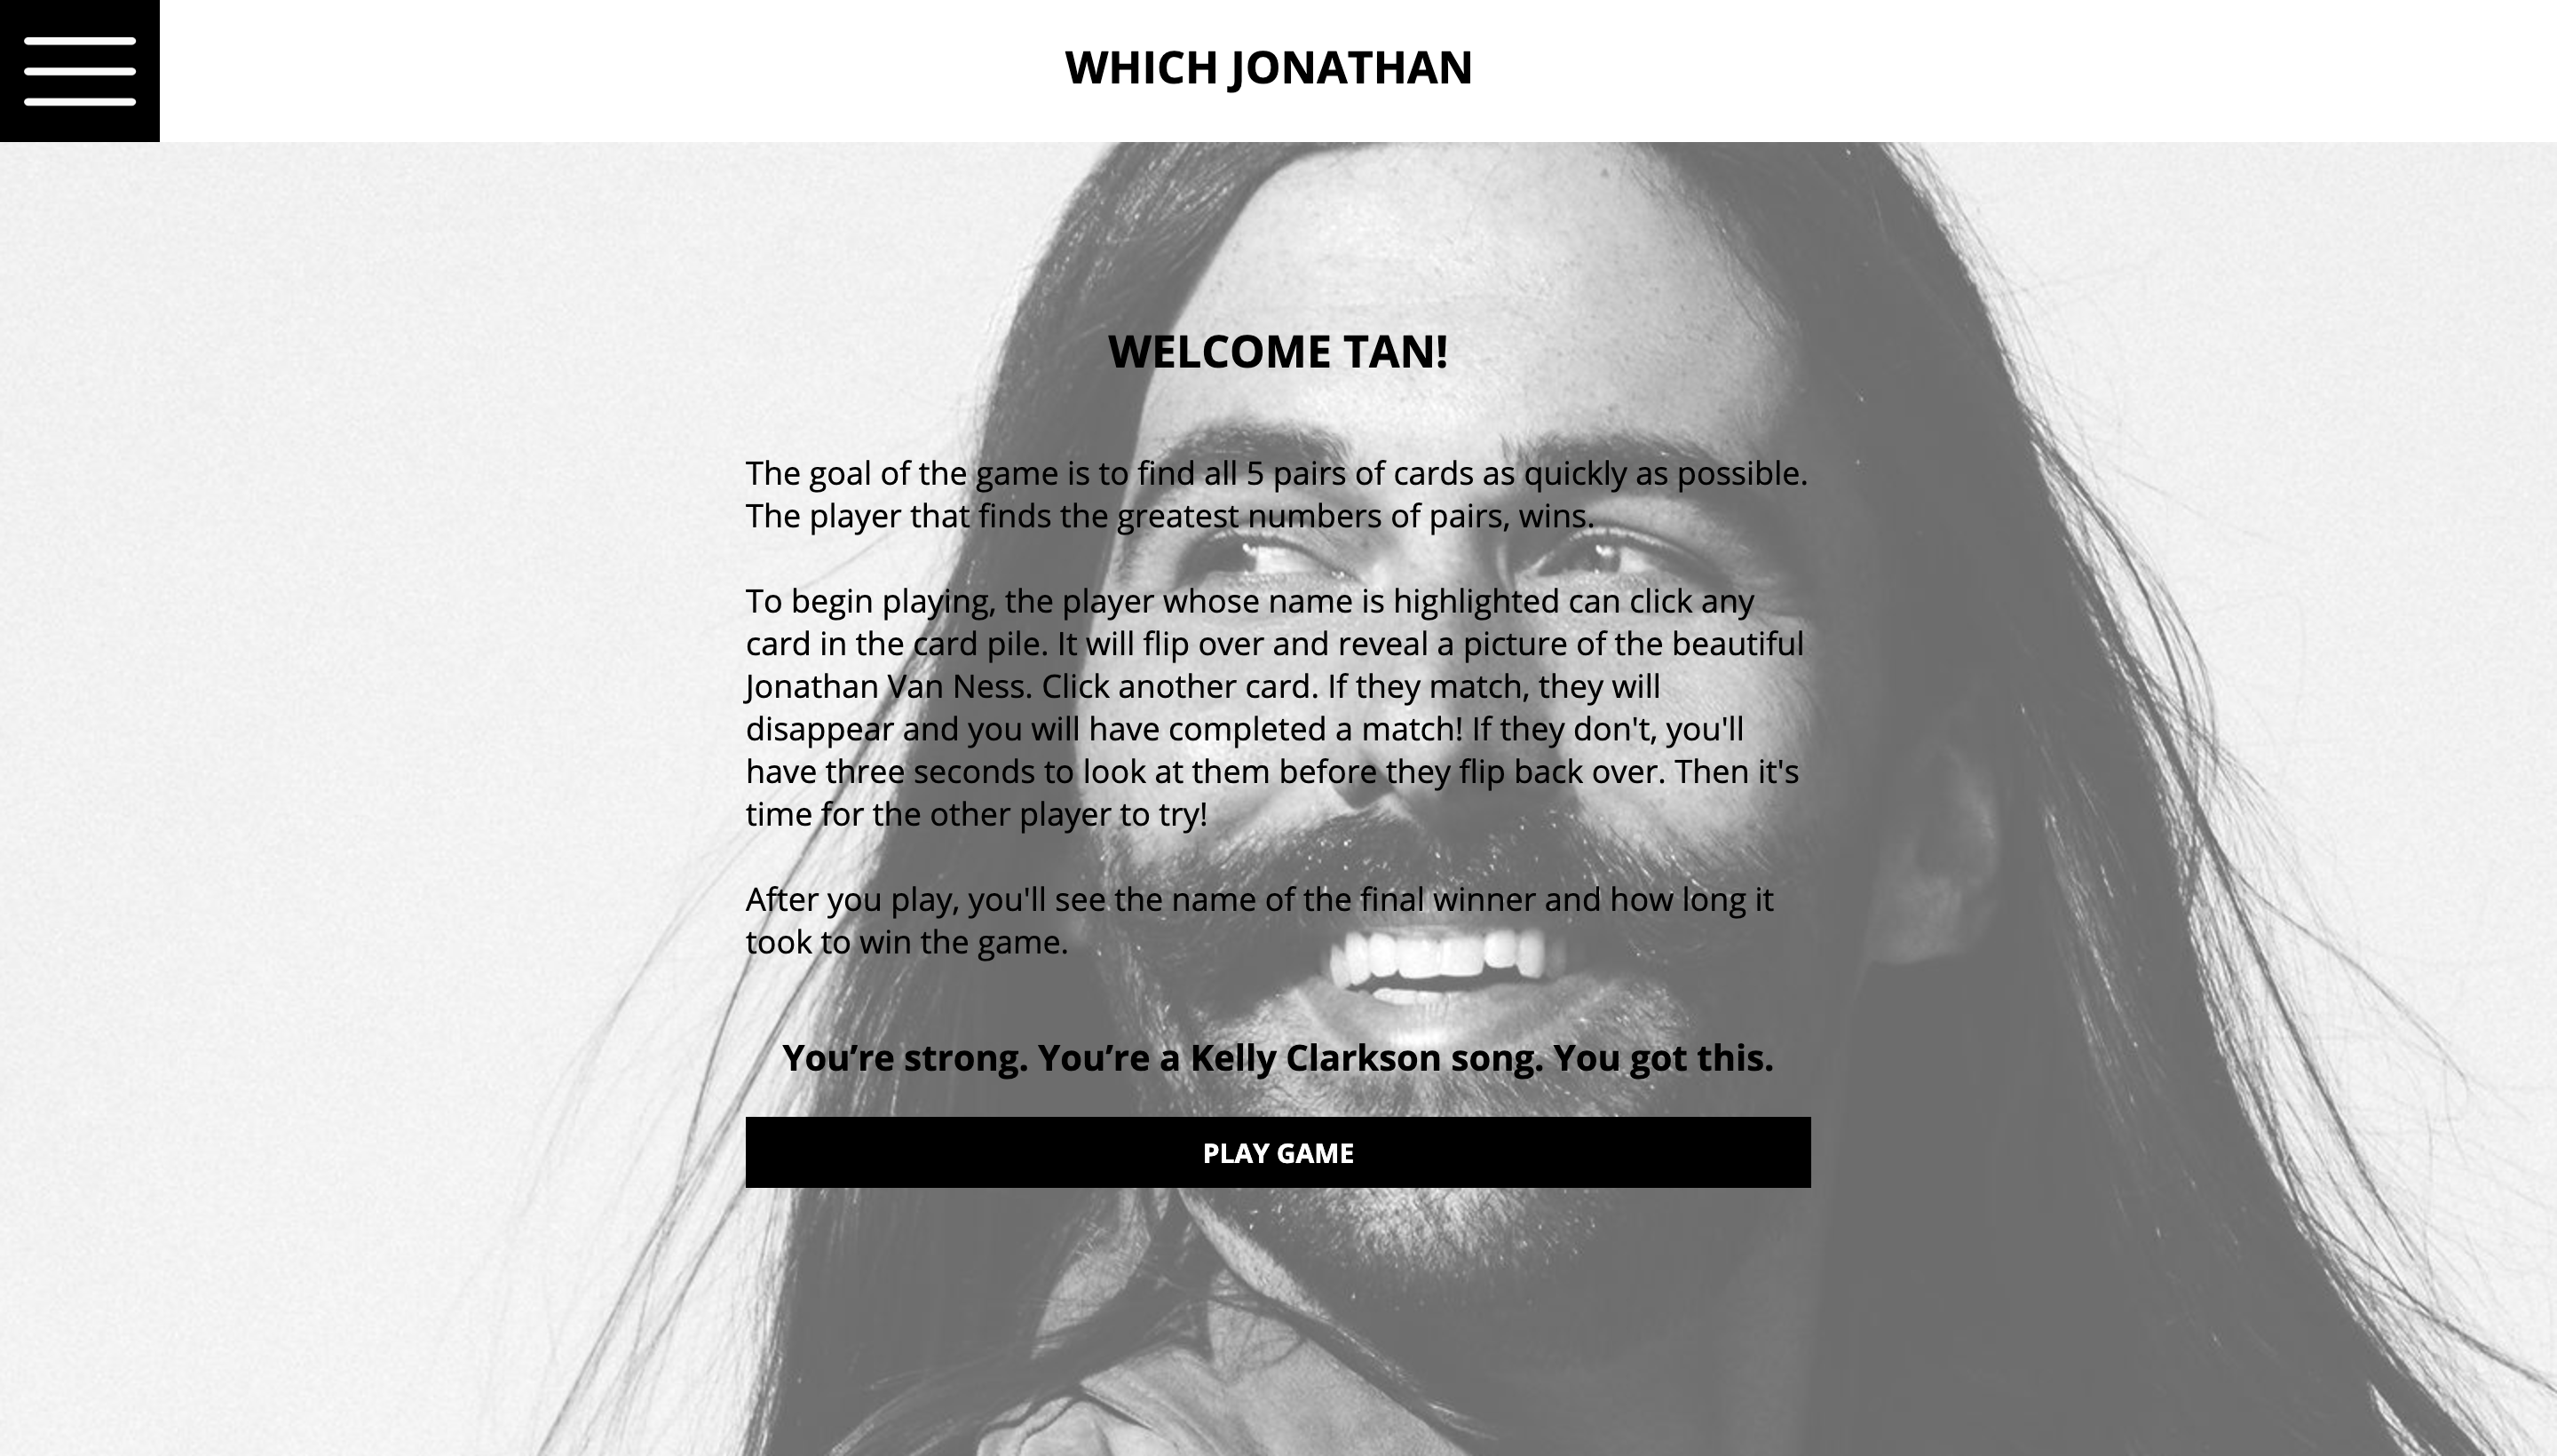 WHICH JONATHAN
WELCOME TAN!
The goal of the game is to find all 5 pairs of cards as quickly as possible.
The player that finds the greatest numbers of pairs, wins.
To begin playing, the player whose name is highlighted can click any
card in the card pile. It will flip over and reveal a picture of the beautiful
Jonathan Van Ness. Click another card. If they match, they will
disappear and you will have completed a match! If they don't, you'll
have three seconds to look at them before they flip back over. Then it's
time for the other player to try!
After you play, you'll see the name of the final winner and how long it
took to win the game.
You’re strong. You’re a Kelly Clarkson song. You got this.
PLAY GAME